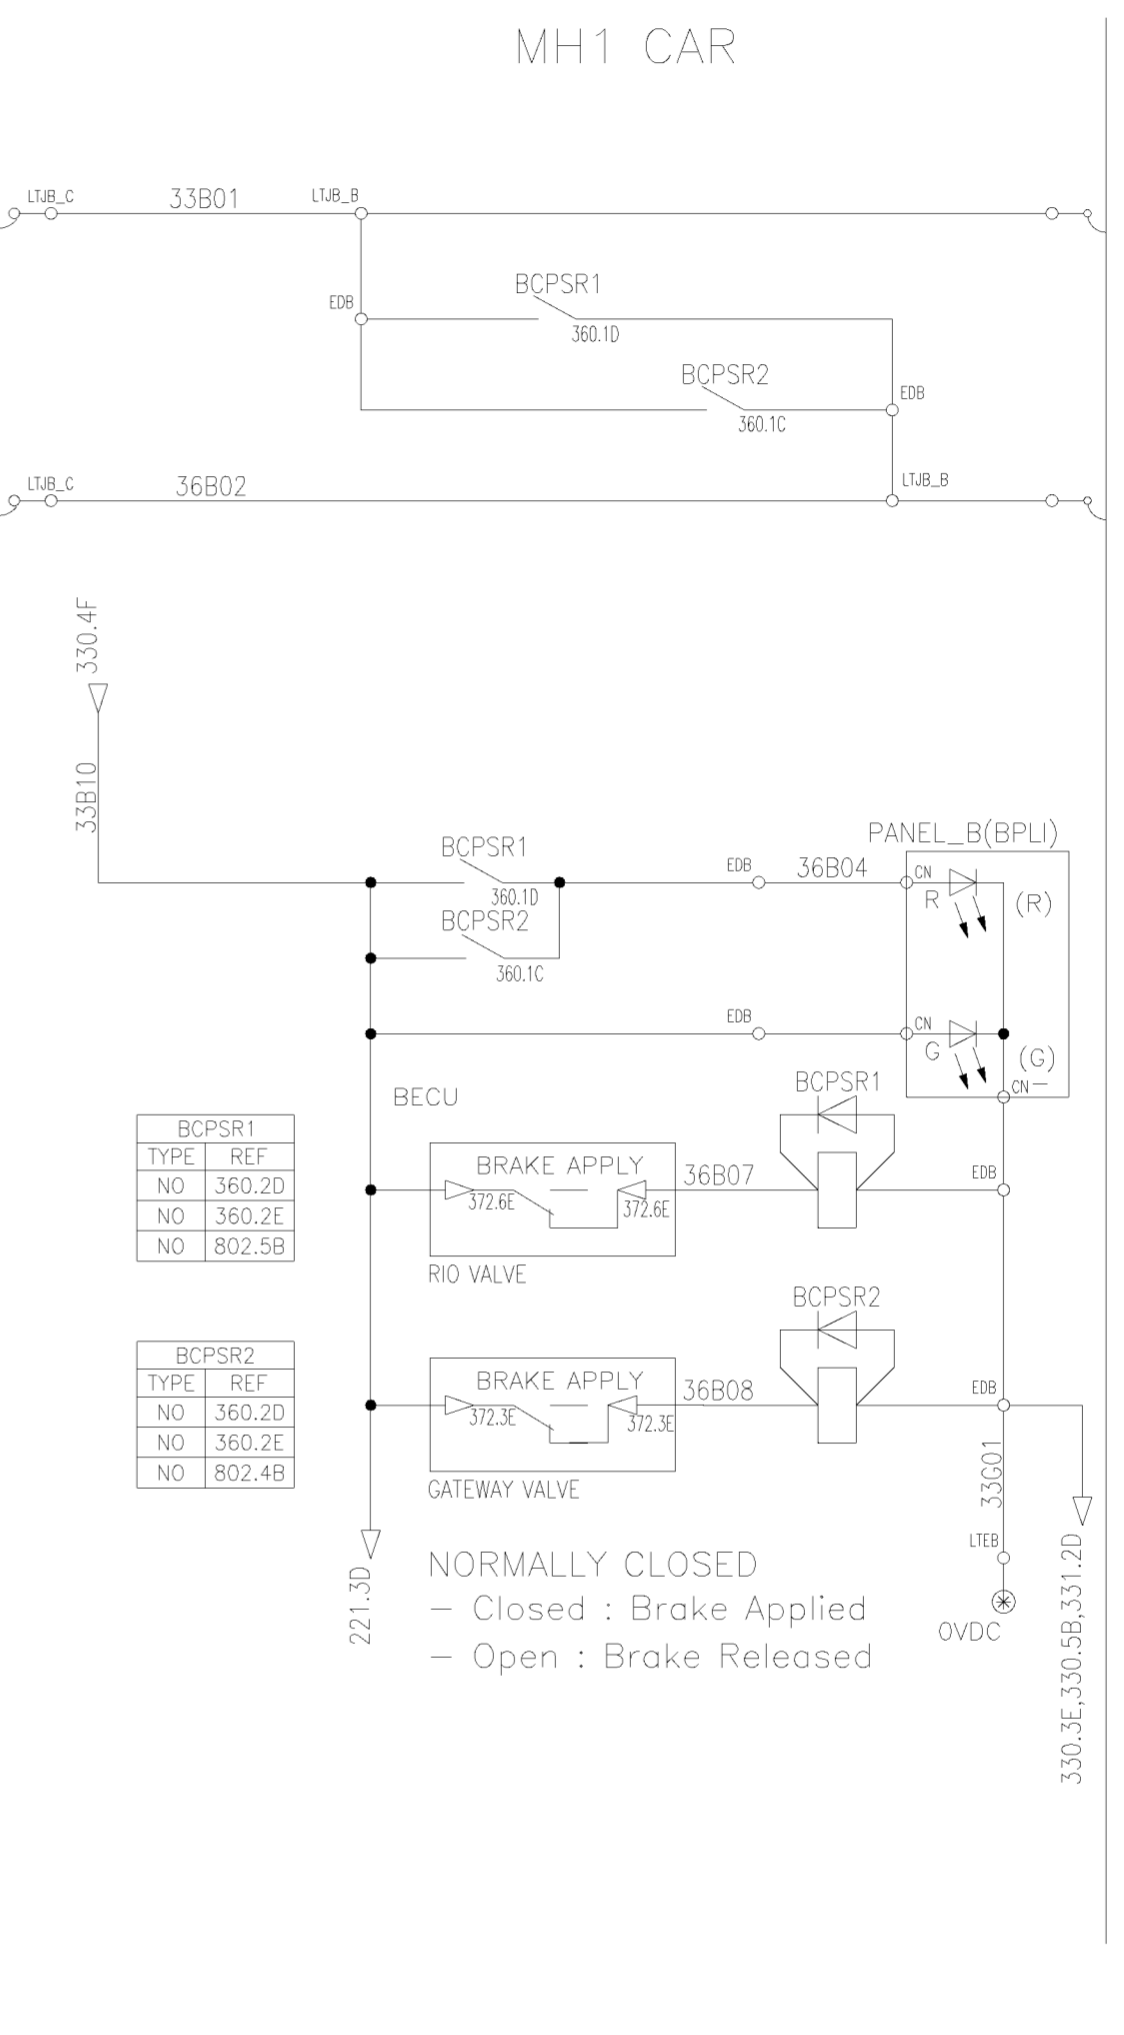 MH1 CAR
LTJB_C
33B01
LTJB_B
BCPSR1
EDB
360.1D
BCPSR2
EDB
360.1C
LTJB_C
36B02
LTJB_B
330.4F
33B10
PANEL_B(BPLI)
BCPSR1
EDB
36B04
CN
360.1D
R
(R)
BCPSR2
360.1C
EDB
CN
G
(G)
BCPSR1
CN
BECU
BCPSR1
TYPE REF
NO 360.2D
NO 360.2E
NO 802.5B
BRAKE APPLY
36B07
EDB
372.6E
372.6E
RIO VALVE
BCPSR2
BCPSR2
TYPE REF
NO 360.2D
NO 360.2E
NO 802.4B
BRAKE APPLY
36B08
EDB
372.3E
372.3E
GATEWAY VALVE
33G01
LTEB
0VDC
221.3D
330.3E,330.5B,331.2D
NORMALLY CLOSED
- Closed : Brake Applied
- Open : Brake Released